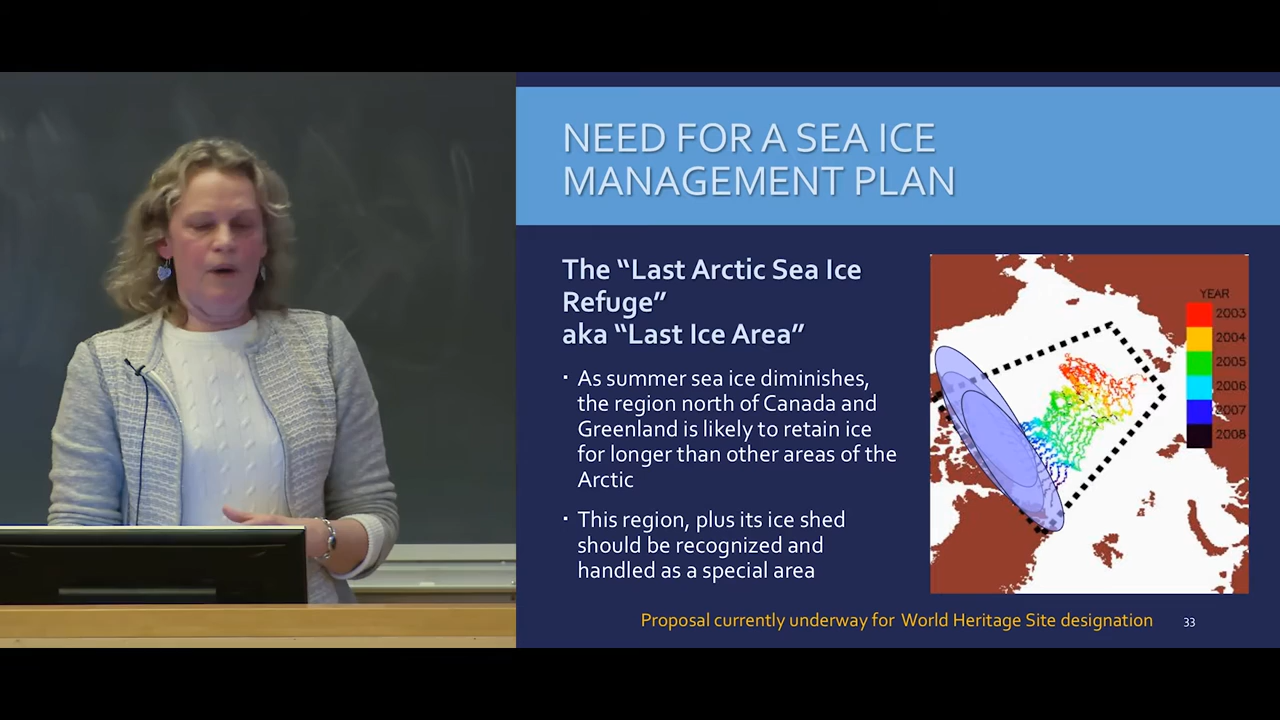 NEED FOR A SEA ICE
MANAGEMENT PLAN
The “Last Arctic Sea Ice
Refuge”
aka “Last Ice Area”
· As summer sea ice diminishes,
the region north of Canada and
Greenland is likely to retain ice
for longer than other areas of the
Arctic
· This region, plus its ice shed
should be recognized and
handled as a special area
YEAR
2003
2004
2005
2006
2007
2008
Proposal currently underway for World Heritage Site designation
33